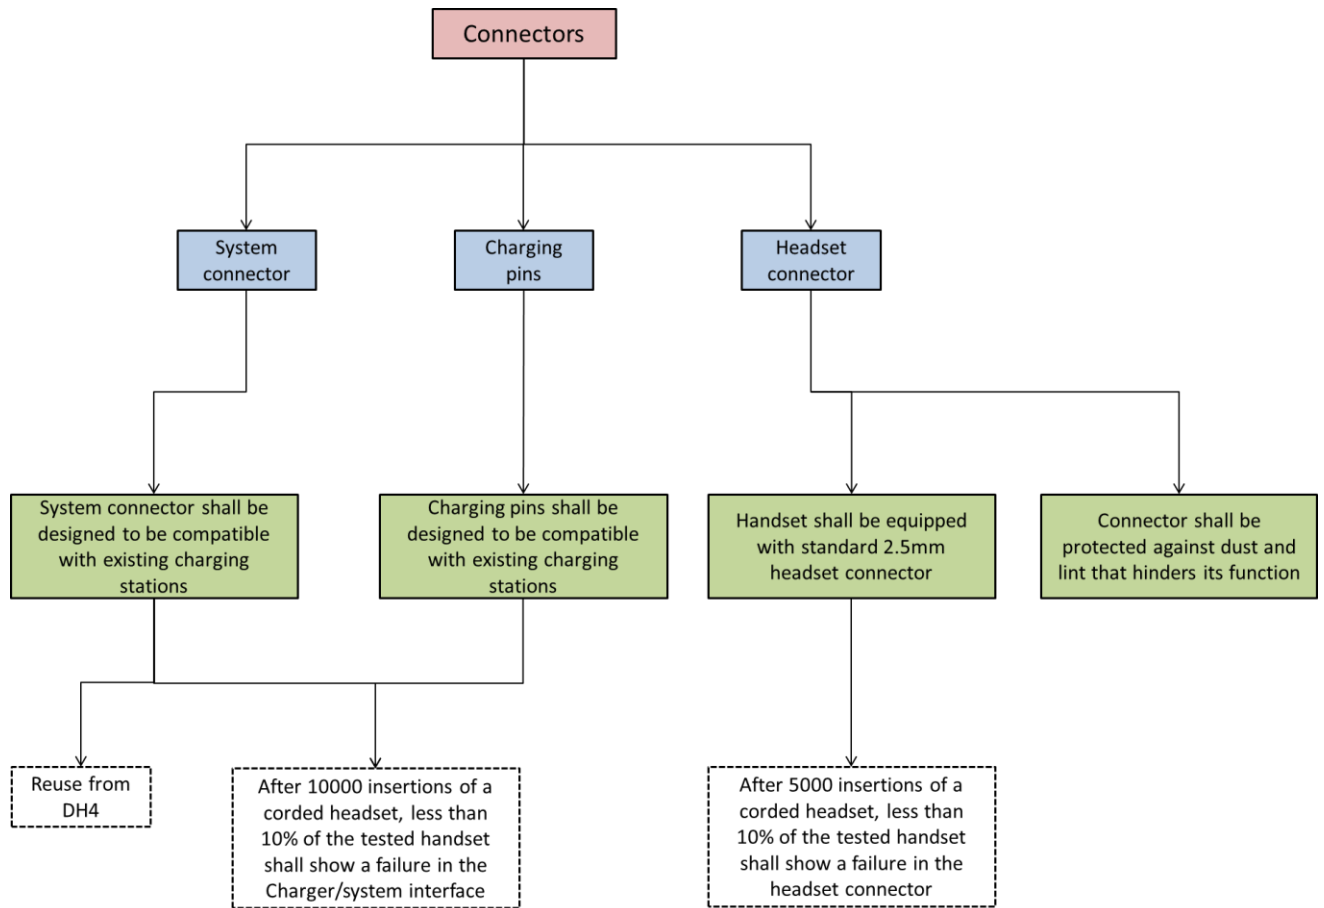 Connectors
System
connector
Charging
pins
Headset
connector
System connector shall be
designed to be compatible
with existing charging
stations
Charging pins shall be
designed to be compatible
with existing charging
stations
Handset shall be equipped
with standard 2.5mm
headset connector
Connector shall be
protected against dust and
lint that hinders its function
Reuse from
DH4
After 10000 insertions of a
corded headset, less than
10% of the tested handset
shall show a failure in the
Charger/system interface
After 5000 insertions of a
corded headset, less than
10% of the tested handset
shall show a failure in the
headset connector